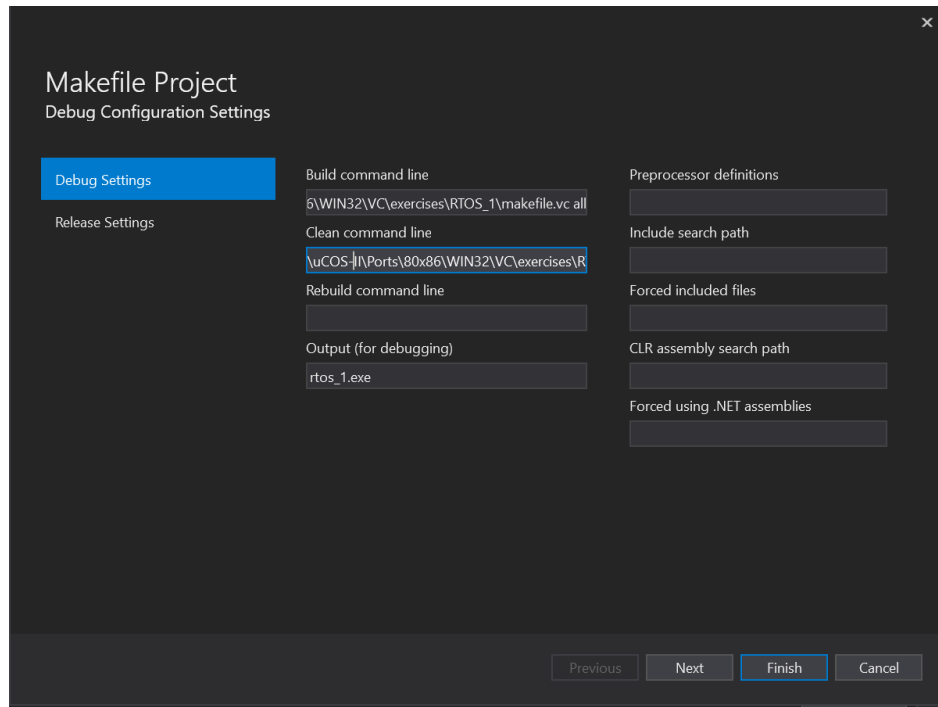 Makefile Project
Debug Configuration Settings
Debug Settings
Release Settings
Build command line
6\WIN32\VC\exercises\RTOS_1\makefile.vc all
Clean command line
\uCOS-II\Ports\80x86\WIN32\VC\exercises\R
Rebuild command line
Output (for debugging)
rtos_1.exe
Preprocessor definitions
Include search path
Forced included files
CLR assembly search path
Forced using .NET assemblies
Previous
Next
Finish
Cancel